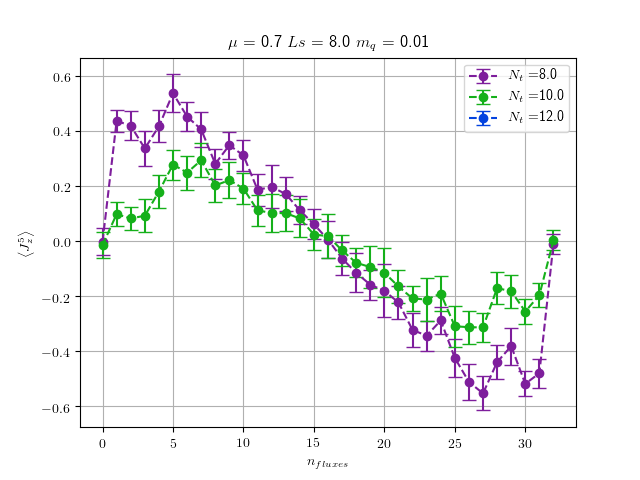 μ = 0.7 Ls = 8.0 m_q = 0.01
N_t =8.0
N_t =10.0
N_t =12.0
0.6
0.4
0.2
0.0
−0.2
−0.4
−0.6
⟨J_z^5⟩
0 5 10 15 20 25 30
n_{fluxes}